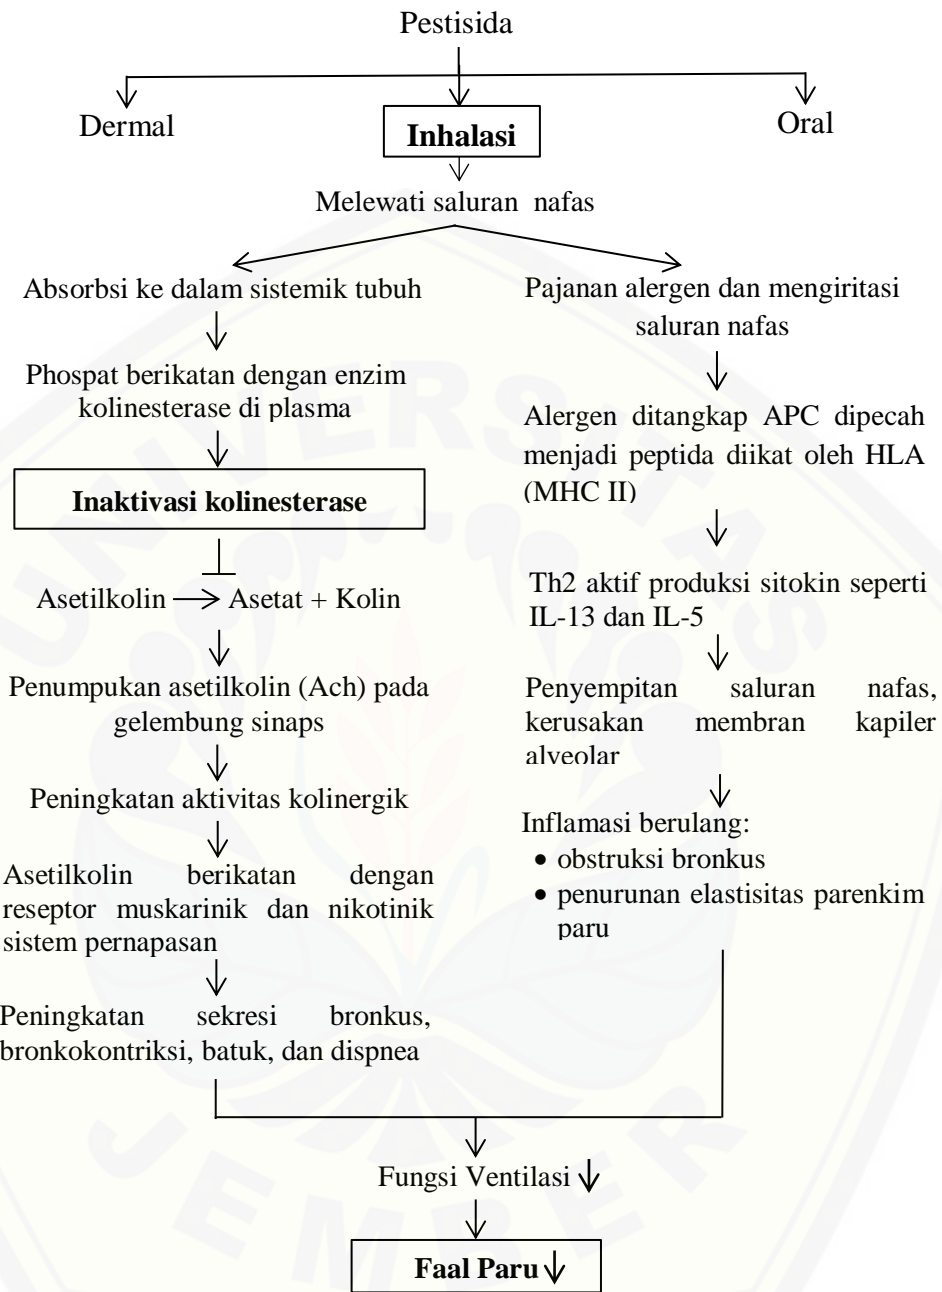 Pestisida
Dermal
Inhalasi
Oral
Melewati saluran nafas
Absorbsi ke dalam sistemik tubuh
Phospat berikatan dengan enzim
kolinesterase di plasma
Inaktivasi kolinesterase
Asetilkolin → Asetat + Kolin
Penumpukan asetilkolin (Ach) pada
gelembung sinaps
Peningkatan aktivitas kolinergik
Asetilkolin berikatan dengan
reseptor muskarinik dan nikotinik
sistem pernapasan
Peningkatan sekresi bronkus,
bronkokontriksi, batuk, dan dispnea
Pajanan alergen dan mengiritasi
saluran nafas
Alergen ditangkap APC dipecah
menjadi peptida diikat oleh HLA
(MHC II)
Th2 aktif produksi sitokin seperti
IL-13 dan IL-5
Penyempitan saluran nafas,
kerusakan membran kapiler
alveolar
Inflamasi berulang:
• obstruksi bronkus
• penurunan elastisitas parenkim
paru
Fungsi Ventilasi ↓
Faal Paru ↓
UNIVERSITAS
JEMBER